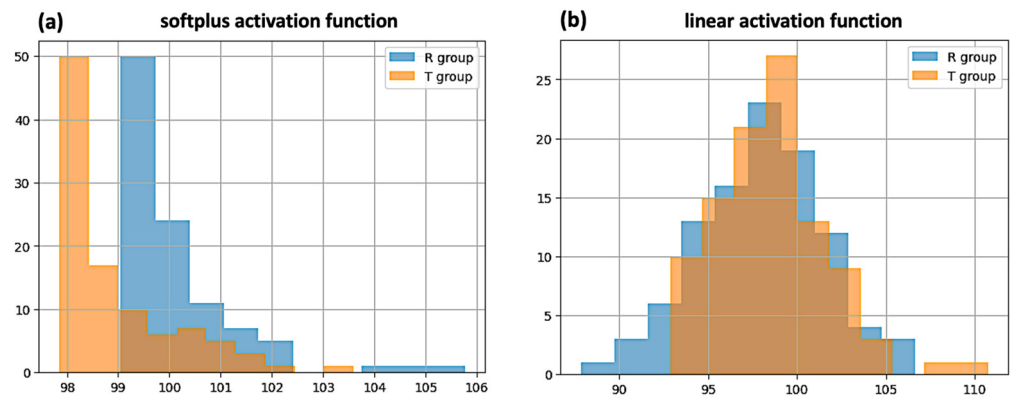 (a) softplus activation function
R group
T group
50
40
30
20
10
0
98 99 100 101 102 103 104 105 106
(b) linear activation function
R group
T group
25
20
15
10
5
0
90 95 100 105 110